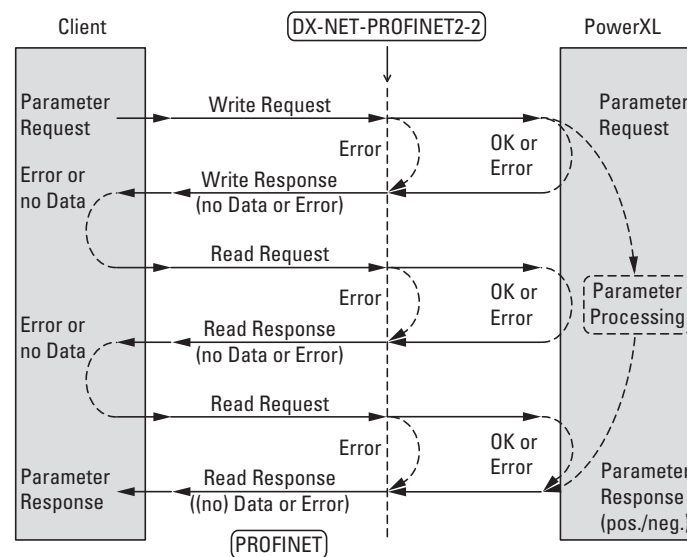 Client
DX-NET-PROFINET2-2
PowerXL
Parameter
Request
Write Request
Parameter
Request
Error
OK or
Error
Error or
no Data
Write Response
(no Data or Error)
Read Request
Error
OK or
Error
Parameter
Processing
Error or
no Data
Read Response
(no Data or Error)
Read Request
Error
OK or
Error
Parameter
Response
Read Response
((no) Data or Error)
Parameter
Response
(pos./neg.)
PROFINET